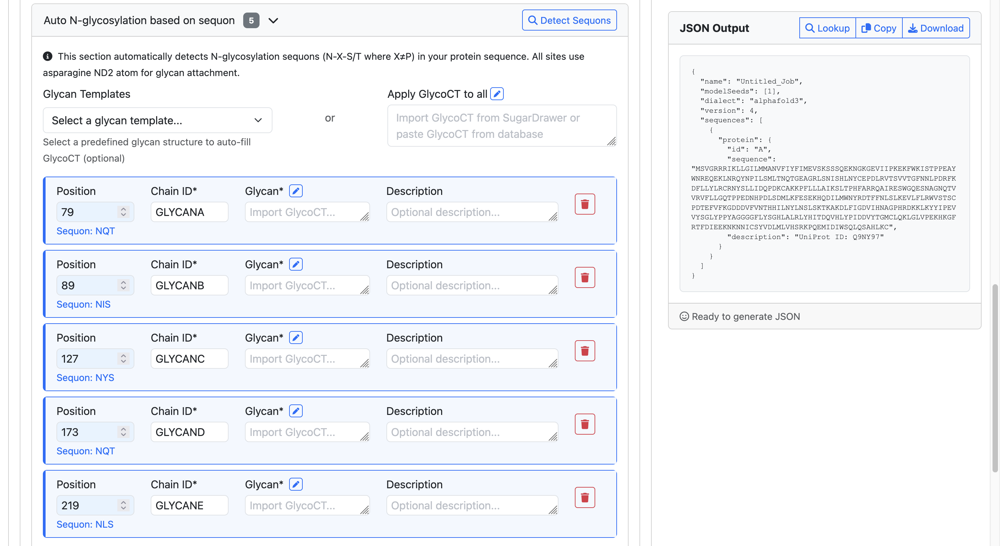 Auto N-glycosylation based on sequon 5
Detect Sequons
This section automatically detects N-glycosylation sequons (N-X-S/T where X≠P) in your protein sequence. All sites use
asparagine ND2 atom for glycan attachment.
Glycan Templates
Select a glycan template...
Select a predefined glycan structure to auto-fill
GlycoCT (optional)
or
Apply GlycoCT to all
Import GlycoCT from SugarDrawer or
paste GlycoCT from database
Position Chain ID* Glycan* Description
79 GLYCANA Import GlycoCT... Optional description...
Sequon: NQT
Position Chain ID* Glycan* Description
89 GLYCANB Import GlycoCT... Optional description...
Sequon: NIS
Position Chain ID* Glycan* Description
127 GLYCANC Import GlycoCT... Optional description...
Sequon: NYS
Position Chain ID* Glycan* Description
173 GLYCAND Import GlycoCT... Optional description...
Sequon: NQT
Position Chain ID* Glycan* Description
219 GLYCANE Import GlycoCT... Optional description...
Sequon: NLS
JSON Output
Lookup Copy Download
{
"name": "Untitled_Job",
"modelSeeds": [1],
"dialect": "alphafold3",
"version": 4,
"sequences": [
{
"protein": {
"id": "A",
"sequence":
"MSVGRRRIKLLGILMMANVFIYFIMEVSKSSSQEKNGKGEVIIPKEKFWKISTPPEAY
WNREQEKLNRQYNPILSMLTNQTGEAGRLSNISHLNYCEPDLRVTSVVTGFNNLPDRFK
DFLLYLRCRNYSLLIDQPDKCAKKPFLLLAIKSLTPHFARRQAIRESWGQESNAGNQTV
VRVFLLGQTPPEDNHPDLSDMLKFESEKHQDILMWNYRDTFFNLSLKEVLFLRWVSTSC
PDTEFVFKGDDDVFVNTHHILNYLNSLSKTKAKDLFIGDVIHNAGPHRDKKLKYYIPEV
VYSGLYPPYAGGGGFLYSGHLALRLYHITDQVHLYPIDDVYTGMCLQKLGLVPEKHKGF
RTFDIEEKNKNNICSYVDLMLVHSRKPQEMIDIWSQLQSAHLKC",
"description": "UniProt ID: Q9NY97"
}
}
]
}
Ready to generate JSON